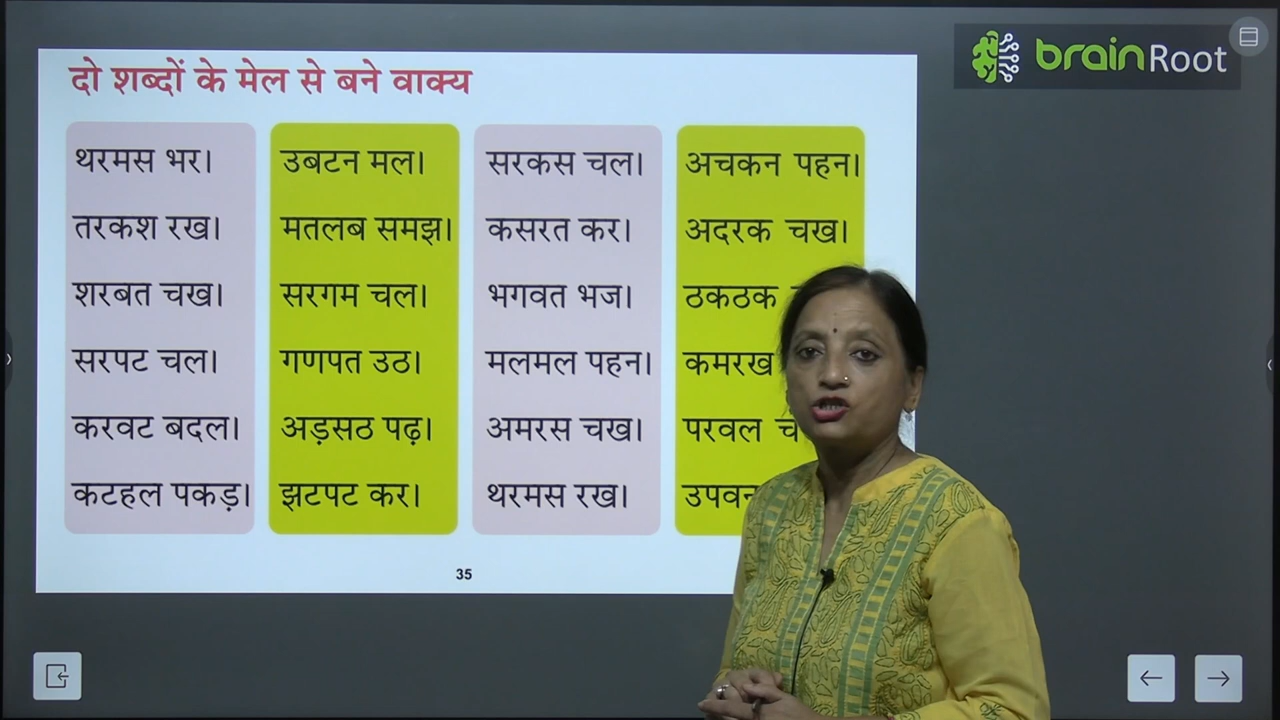 brainRoot
दो शब्दों के मेल से बने वाक्य
थरमस भर।
तरकश रख।
शरबत चख।
सरपट चल।
करवट बदल।
कटहल पकड़।
उबटन मल।
मतलब समझ।
सरगम चल।
गणपत उठ।
अड़सठ पढ़।
झटपट कर।
सरकस चल।
कसरत कर।
भगवत भज।
मलमल पहन।
अमरस चख।
थरमस रख।
अचकन पहन।
अदरक चख।
ठकठक
कमरख
परवल
उपवन
35